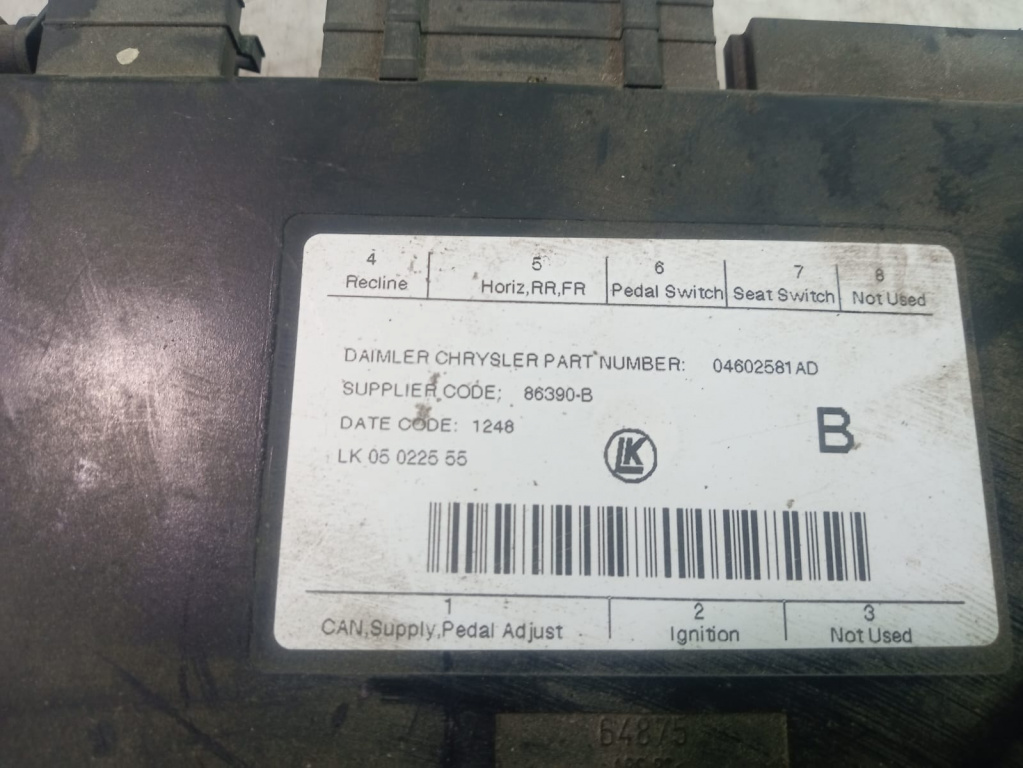 4 5 6 7 8
Recline Horiz,RR,FR Pedal Switch Seat Switch Not Used
DAIMLER CHRYSLER PART NUMBER: 04602581AD
SUPPLIER CODE: 86390-B
DATE CODE: 1248
LK 05 0225 55
LK
B
1 2 3
CAN,Supply,Pedal Adjust Ignition Not Used
64875